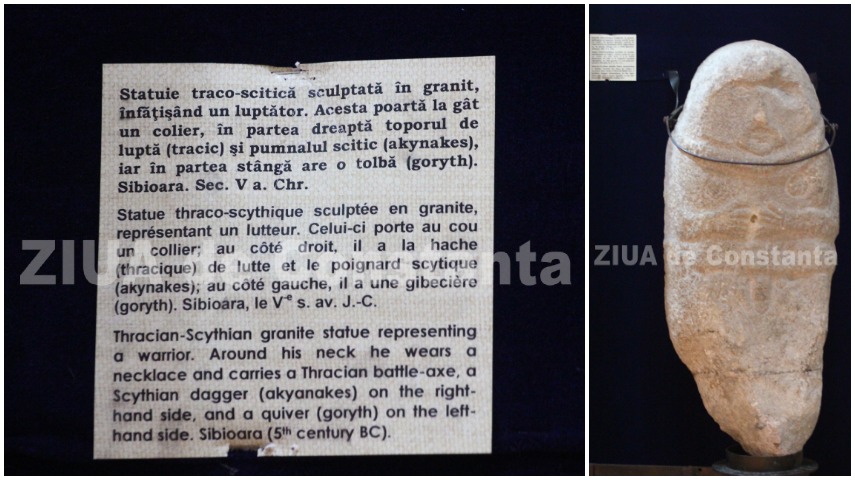 Statuie traco-scitică sculptată în granit,
înfăţişând un luptător. Acesta poartă la gât
un colier, în partea dreaptă toporul de
luptă (tracic) şi pumnalul scitic (akynakes),
iar în partea stângă are o tolbă (goryth).
Sibioara. Sec. V a. Chr.
Statue thraco-scythique sculptée en granite,
représentant un lutteur. Celui-ci porte au cou
un collier; au côté droit, il a la hache
(thracique) de lutte et le poignard scytique
(akynakes); au côté gauche, il a une gibecière
(goryth). Sibioara, le V-e s. av. J.-C.
Thracian-Scythian granite statue representing
a warrior. Around his neck he wears a
necklace and carries a Thracian battle-axe, a
Scythian dagger (akyanakes) on the right-
hand side, and a quiver (goryth) on the left-
hand side. Sibioara (5th century BC).
ZIUA de Constanta
ZIUA de Constanta